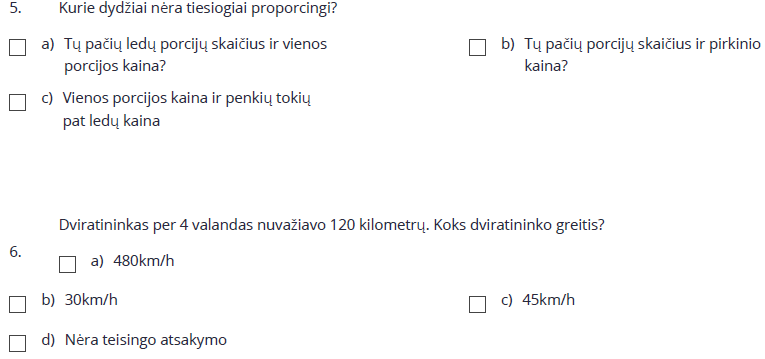 5. Kurie dydžiai nėra tiesiogiai proporcingi?
a) Tų pačių ledų porcijų skaičius ir vienos
porcijos kaina?
b) Tų pačių porcijų skaičius ir pirkinio
kaina?
c) Vienos porcijos kaina ir penkių tokių
pat ledų kaina
Dviratininkas per 4 valandas nuvažiavo 120 kilometrų. Koks dviratininko greitis?
6.
a) 480km/h
b) 30km/h
c) 45km/h
d) Nėra teisingo atsakymo